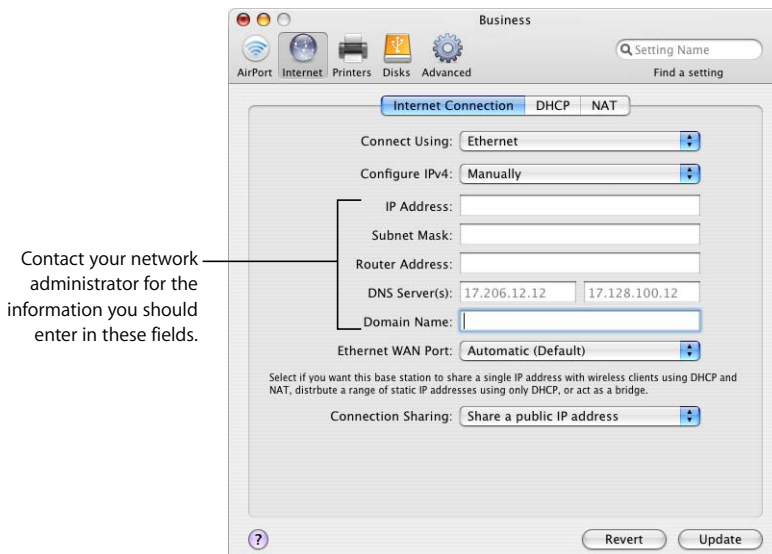 Business
Setting Name
AirPort Internet Printers Disks Advanced Find a setting
Internet Connection DHCP NAT
Connect Using: Ethernet
Configure IPv4: Manually
IP Address:
Subnet Mask:
Router Address:
DNS Server(s): 17.206.12.12 17.128.100.12
Domain Name:
Contact your network
administrator for the
information you should
enter in these fields.
Ethernet WAN Port: Automatic (Default)
Select if you want this base station to share a single IP address with wireless clients using DHCP and
NAT, distrbute a range of static IP addresses using only DHCP, or act as a bridge.
Connection Sharing: Share a public IP address
? Revert Update